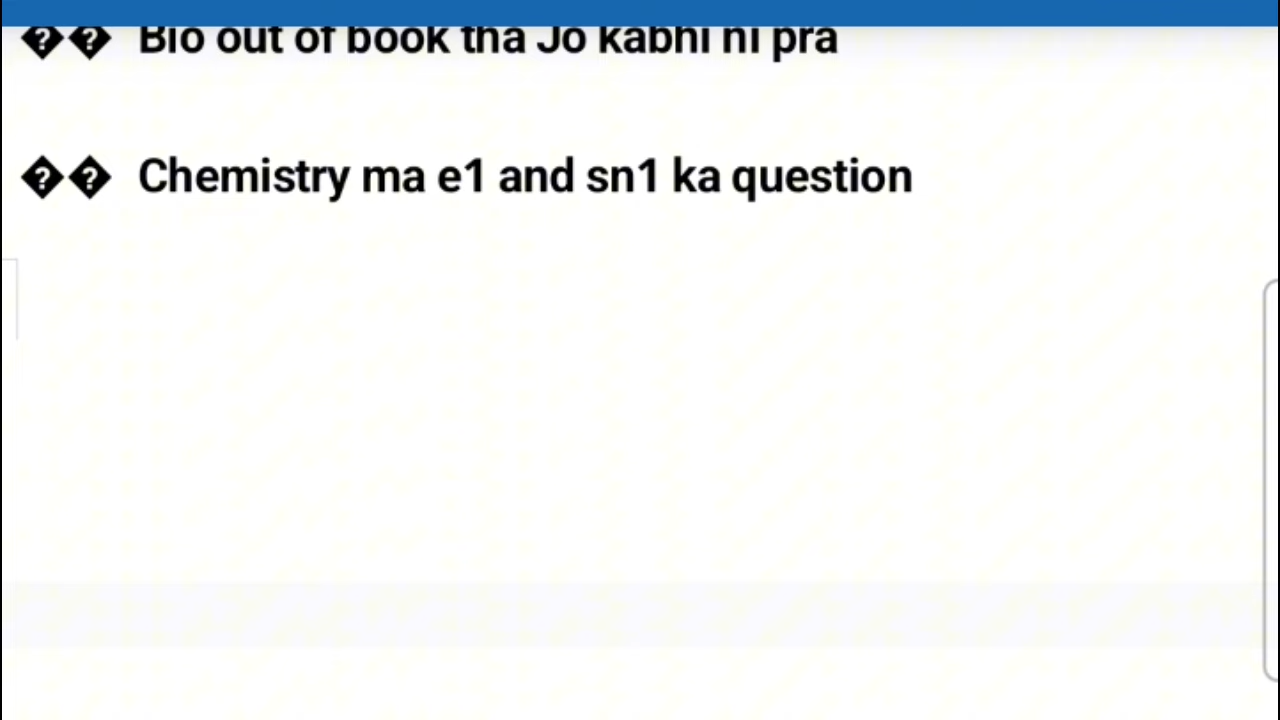 �� Bio out of book tha Jo kabhi ni pra
�� Chemistry ma e1 and sn1 ka question